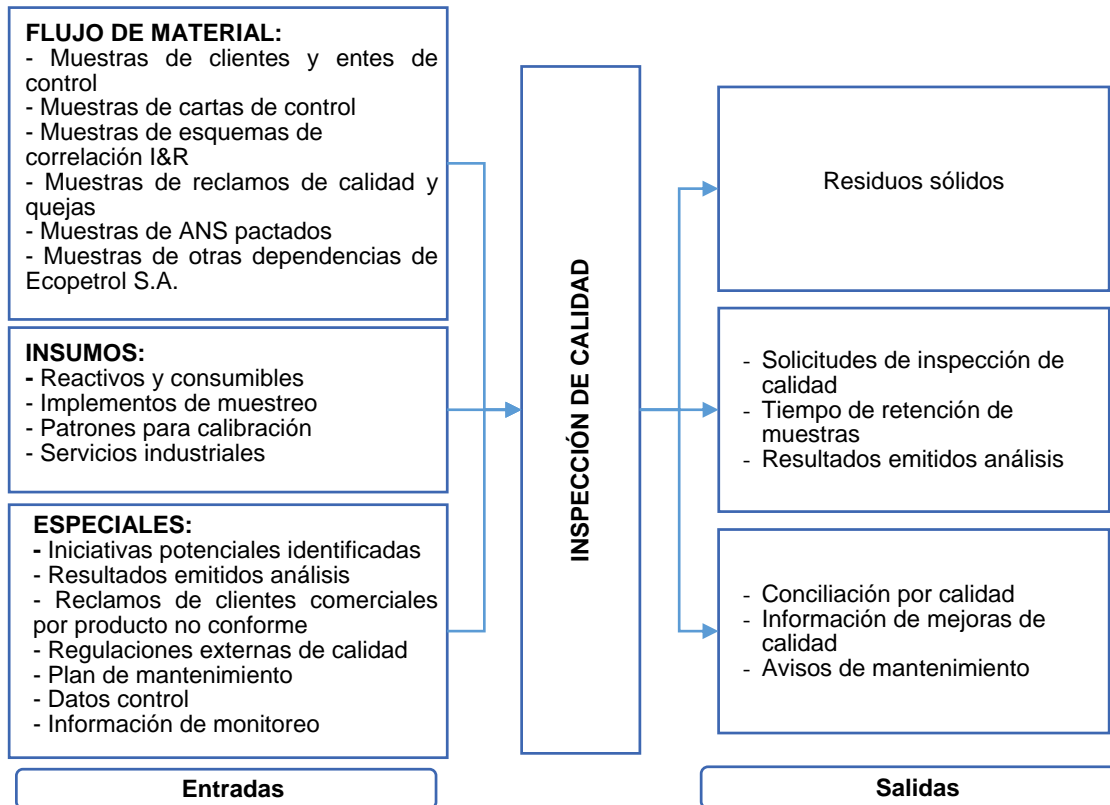 FLUJO DE MATERIAL:
- Muestras de clientes y entes de
control
- Muestras de cartas de control
- Muestras de esquemas de
correlación I&R
- Muestras de reclamos de calidad y
quejas
- Muestras de ANS pactados
- Muestras de otras dependencias de
Ecopetrol S.A.
INSUMOS:
- Reactivos y consumibles
- Implementos de muestreo
- Patrones para calibración
- Servicios industriales
ESPECIALES:
- Iniciativas potenciales identificadas
- Resultados emitidos análisis
- Reclamos de clientes comerciales
por producto no conforme
- Regulaciones externas de calidad
- Plan de mantenimiento
- Datos control
- Información de monitoreo
Entradas
INSPECCIÓN DE CALIDAD
Residuos sólidos
- Solicitudes de inspección de
calidad
- Tiempo de retención de
muestras
- Resultados emitidos análisis
- Conciliación por calidad
- Información de mejoras de
calidad
- Avisos de mantenimiento
Salidas